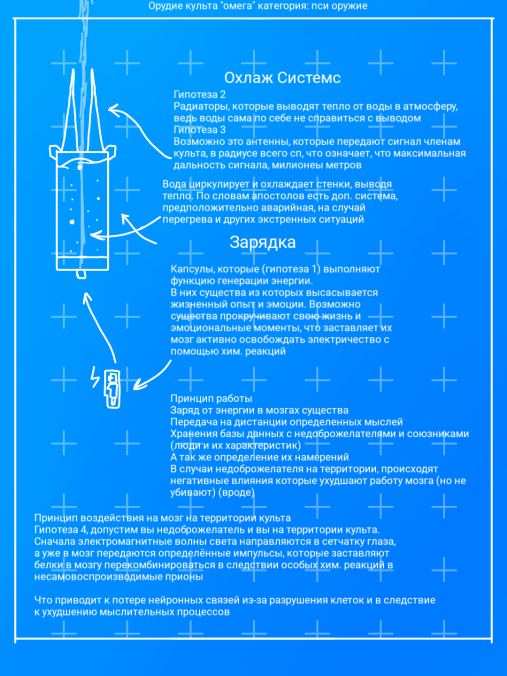 Орудие культа "омега" категория: пси оружие
Охлаж Системс
Гипотеза 2
Радиаторы, которые выводят тепло от воды в атмосферу,
ведь воды сама по себе не справиться с выводом
Гипотеза 3
Возможно это антенны, которые передают сигнал членам
культа, в радиусе всего сп, что означает, что максимальная
дальность сигнала, милионеы метров
Вода циркулирует и охлаждает стенки, выводя
тепло. По словам апостолов есть доп. система,
предположительно аварийная, на случай
перегрева и других экстренных ситуаций
Зарядка
Капсулы, которые (гипотеза 1) выполняют
функцию генерации энергии.
В них существа из которых высасывается
жизненный опыт и эмоции. Возможно
существа прокручивают свою жизнь и
эмоциональные моменты, что заставляет их
мозг активно освобождать электричество с
помощью хим. реакций
Принцип работы
Заряд от энергии в мозгах существа
Передача на дистанции определенных мыслей
Хранения базы данных с недоброжелателями и союзниками
(люди и их характеристик)
А так же определение их намерений
В случаи недоброжелателя на территории, происходят
негативные влияния которые ухудшают работу мозга (но не
убивают) (вроде)
Принцип воздействия на мозг на территории культа
Гипотеза 4, допустим вы недоброжелатель и вы на территории культа.
Сначала электромагнитные волны света направляются в сетчатку глаза,
а уже в мозг передаются определённые импульсы, которые заставляют
белки в мозгу перекомбинироваться в следствии особых хим. реакций в
несамовоспроизводимые прионы
Что приводит к потере нейронных связей из-за разрушения клеток и в следствие
к ухудшению мыслительных процессов